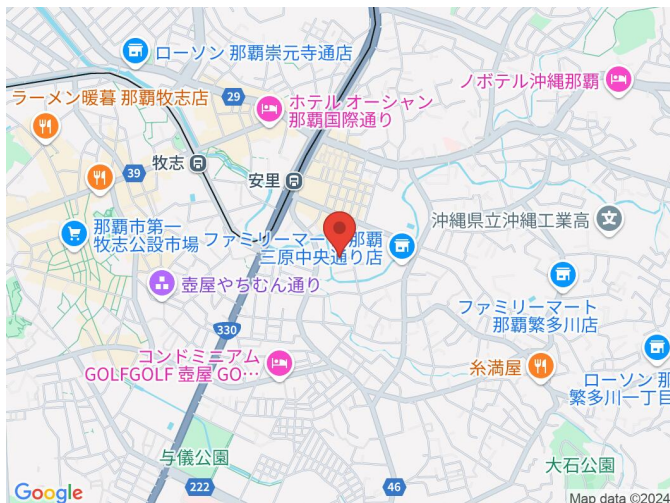 ローソン 那覇崇元寺通店
ノボテル沖縄那覇
29
ラーメン暖暮 那覇牧志店
ホテル オーシャン
那覇国際通り
牧志
39
安里
沖縄県立沖縄工業高
那覇市第一
牧志公設市場
ファミリーマー
那覇
三原中央通り店
壺屋やちむん通り
ファミリーマート
那覇繁多川店
330
コンドミニアム
GOLFGOLF 壺屋 GO…
糸満屋
ローソン 那
繁多川一丁目
与儀公園
大石公園
222
46
Google
Map data ©2024